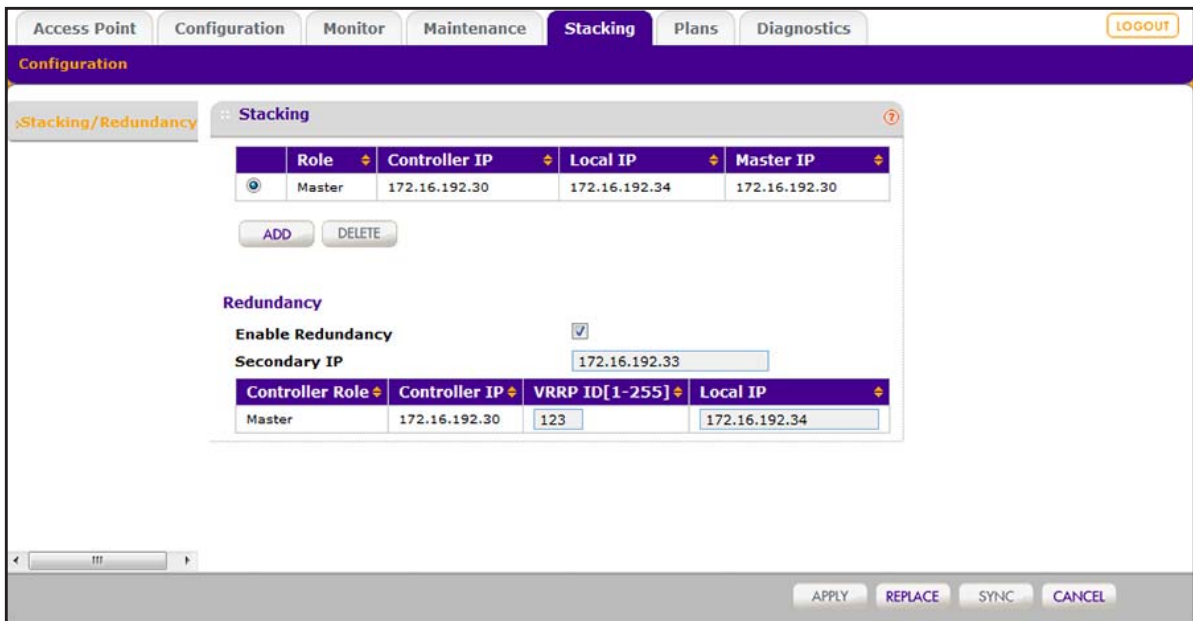 Access Point Configuration Monitor Maintenance Stacking Plans Diagnostics LOGOUT
Configuration
Stacking/Redundancy
Stacking ?
Role Controller IP Local IP Master IP
Master 172.16.192.30 172.16.192.34 172.16.192.30
ADD DELETE
Redundancy
Enable Redundancy
Secondary IP 172.16.192.33
Controller Role Controller IP VRRP ID[1-255] Local IP
Master 172.16.192.30 123 172.16.192.34
APPLY REPLACE SYNC CANCEL